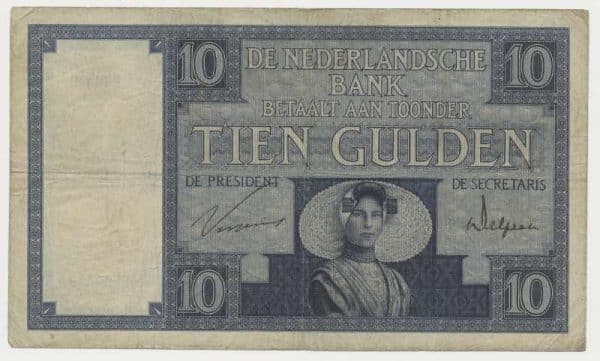 10 DE NEDERLANDSCHE 10
BANK
BETAALT AAN TOONDER
TIEN GULDEN
DE PRESIDENT DE SECRETARIS
10 10